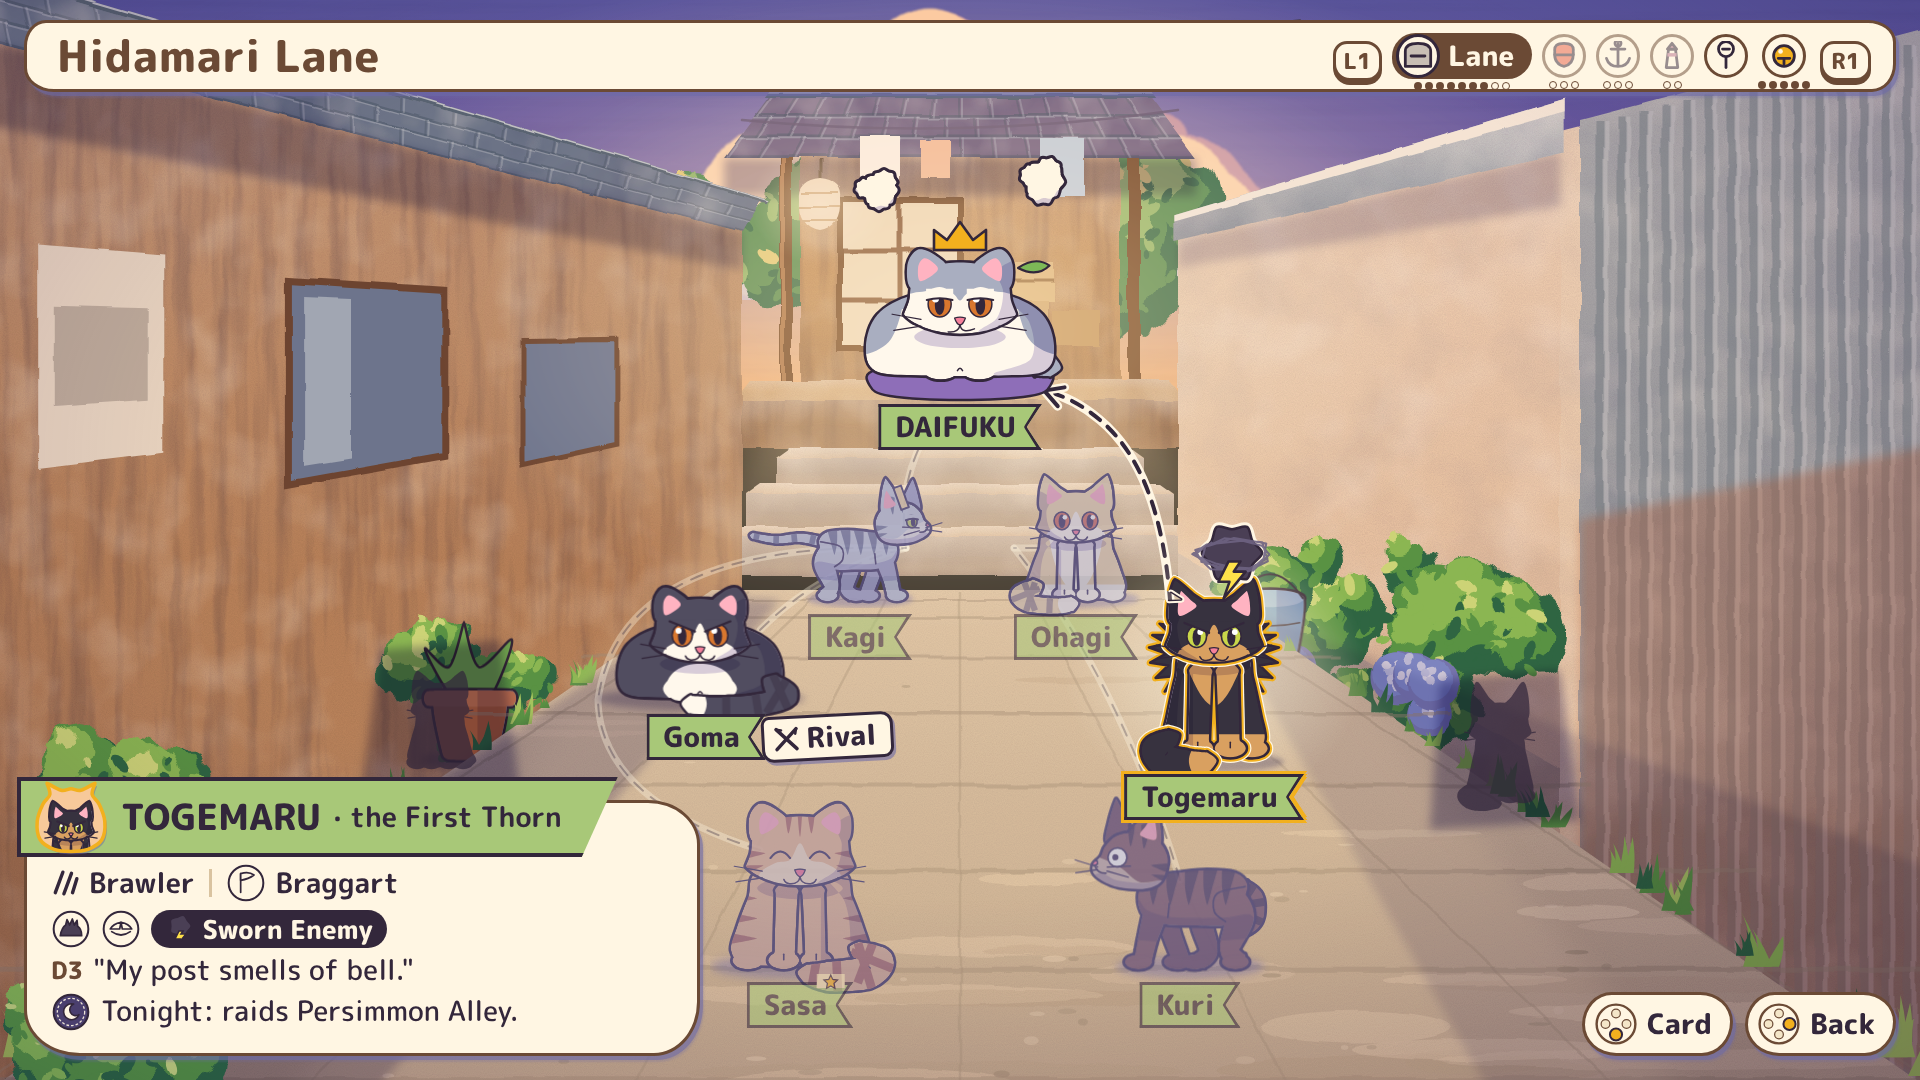 Hidamari Lane
L1
Lane
R1
DAIFUKU
Kagi
Ohagi
Goma
Rival
Togemaru
TOGEMARU · the First Thorn
Brawler
Braggart
Sworn Enemy
D3 "My post smells of bell."
Tonight: raids Persimmon Alley.
Sasa
Kuri
Card
Back